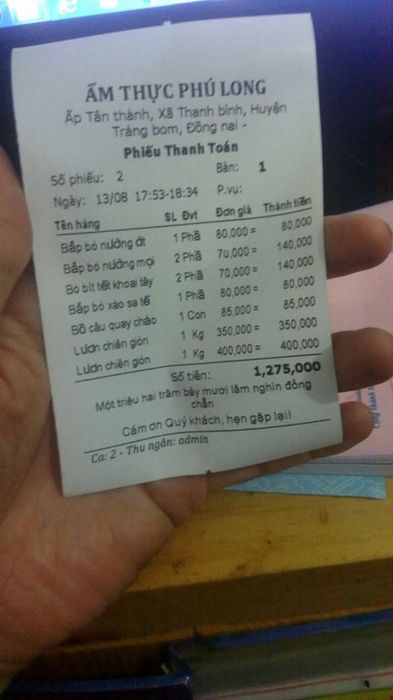 ẨM THỰC PHÚ LONG
Ấp Tân thành, Xã Thanh bình, Huyện
Trảng bom, Đồng nai -
Phiếu Thanh Toán
Số phiếu: 2 Bàn: 1
Ngày: 13/08 17:53-18:34 P.vụ:
Tên hàng SL Đvt Đơn giá Thành tiền
Bắp bò nướng ớt 1 Phầ 80,000 = 80,000
Bắp bò nướng mọi 2 Phầ 70,000 = 140,000
Bò bít tết khoai tây 2 Phầ 70,000 = 140,000
Bắp bò xào sa tế 1 Phầ 80,000 = 80,000
Bồ câu quay cháo 1 Con 85,000 = 85,000
Lươn chiên giòn 1 Kg 350,000 = 350,000
Lươn chiên giòn 1 Kg 400,000 = 400,000
Số tiền: 1,275,000
Một triệu hai trăm bảy mươi lăm nghìn đồng
chẵn
Cám ơn Quý khách, hẹn gặp lại!
Ca: 2 - Thu ngân: admin